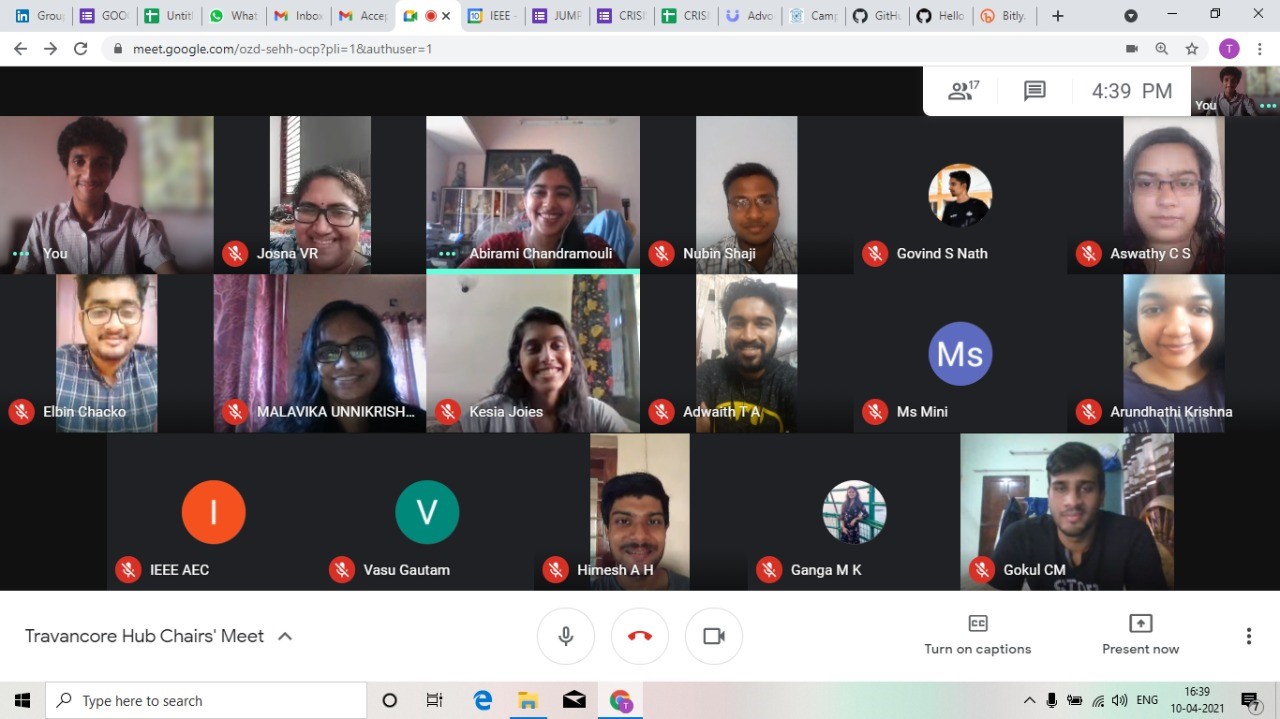 Grou
GOO
Untitl
What
Inbox
Acce
IEEE -
JUMP
CRIS
CRIS
Advo
Camp
GitHu
Hello
Bitly.
meet.google.com/ozd-sehh-ocp?pli=1&authuser=1
T
17
4:39 PM
You
You
Josna VR
Abirami Chandramouli
Nubin Shaji
Govind S Nath
Aswathy C S
Elbin Chacko
MALAVIKA UNNIKRISH...
Kesia Joies
Adwaith T A
Ms
Ms Mini
Arundhathi Krishna
I
IEEE AEC
V
Vasu Gautam
Himesh A H
Ganga M K
Gokul CM
Travancore Hub Chairs' Meet
CC
Turn on captions
Present now
Type here to search
ENG
16:39
10-04-2021
7